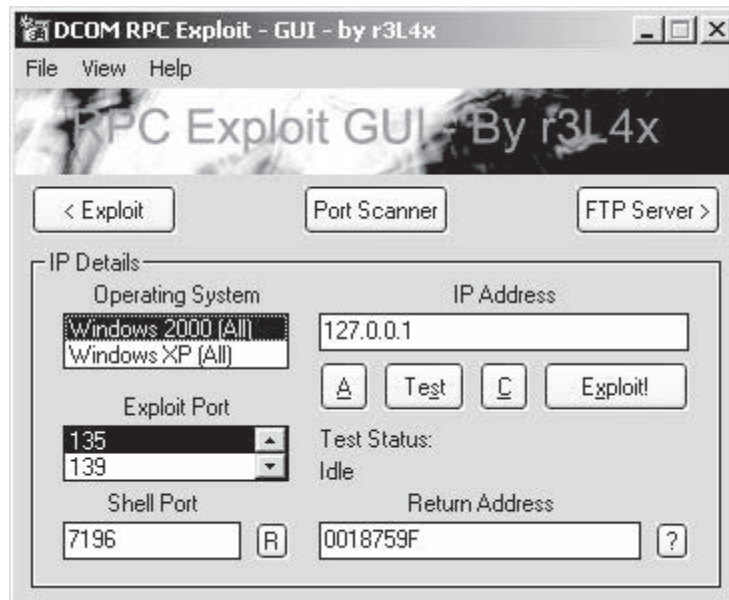 DCOM RPC Exploit - GUI - by r3L4x
File View Help
RPC Exploit GUI - By r3L4x
< Exploit
Port Scanner
FTP Server >
IP Details
Operating System
Windows 2000 (All)
Windows XP (All)
IP Address
127.0.0.1
A
Test
C
Exploit!
Exploit Port
135
139
Test Status:
Idle
Shell Port
7196
R
Return Address
0018759F
?